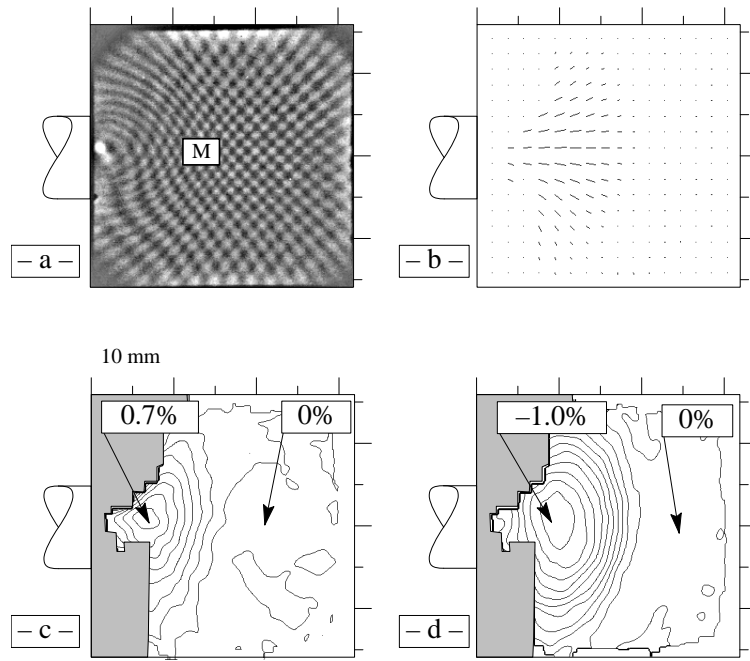 M
– a –
– b –
10 mm
0.7%
0%
–1.0%
0%
– c –
– d –